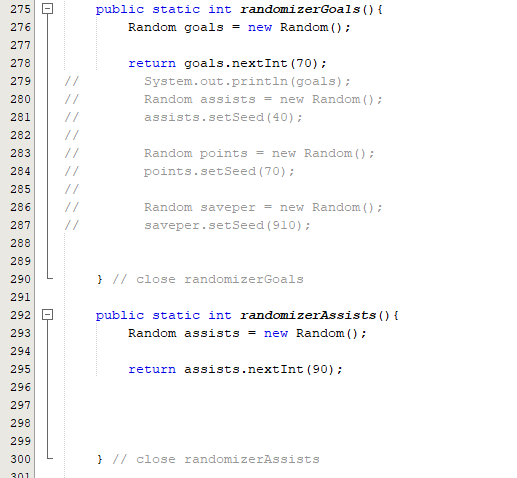 275 public static int randomizerGoals(){
276 Random goals = new Random();
277
278 return goals.nextInt(70);
279 // System.out.println(goals);
280 // Random assists = new Random();
281 // assists.setSeed(40);
282 //
283 // Random points = new Random();
284 // points.setSeed(70);
285 //
286 // Random saveper = new Random();
287 // saveper.setSeed(910);
288
289
290 } // close randomizerGoals
291
292 public static int randomizerAssists(){
293 Random assists = new Random();
294
295 return assists.nextInt(90);
296
297
298
299
300 } // close randomizerAssists
301